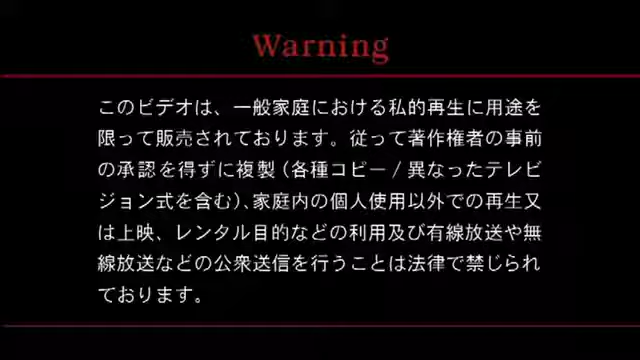 Warning
このビデオは、一般家庭における私的再生に用途を
限って販売されております。従って著作権者の事前
の承認を得ずに複製（各種コピー/異なったテレビ
ジョン式を含む）、家庭内の個人使用以外での再生又
は上映、レンタル目的などの利用及び有線放送や無
線放送などの公衆送信を行うことは法律で禁じられ
ております。